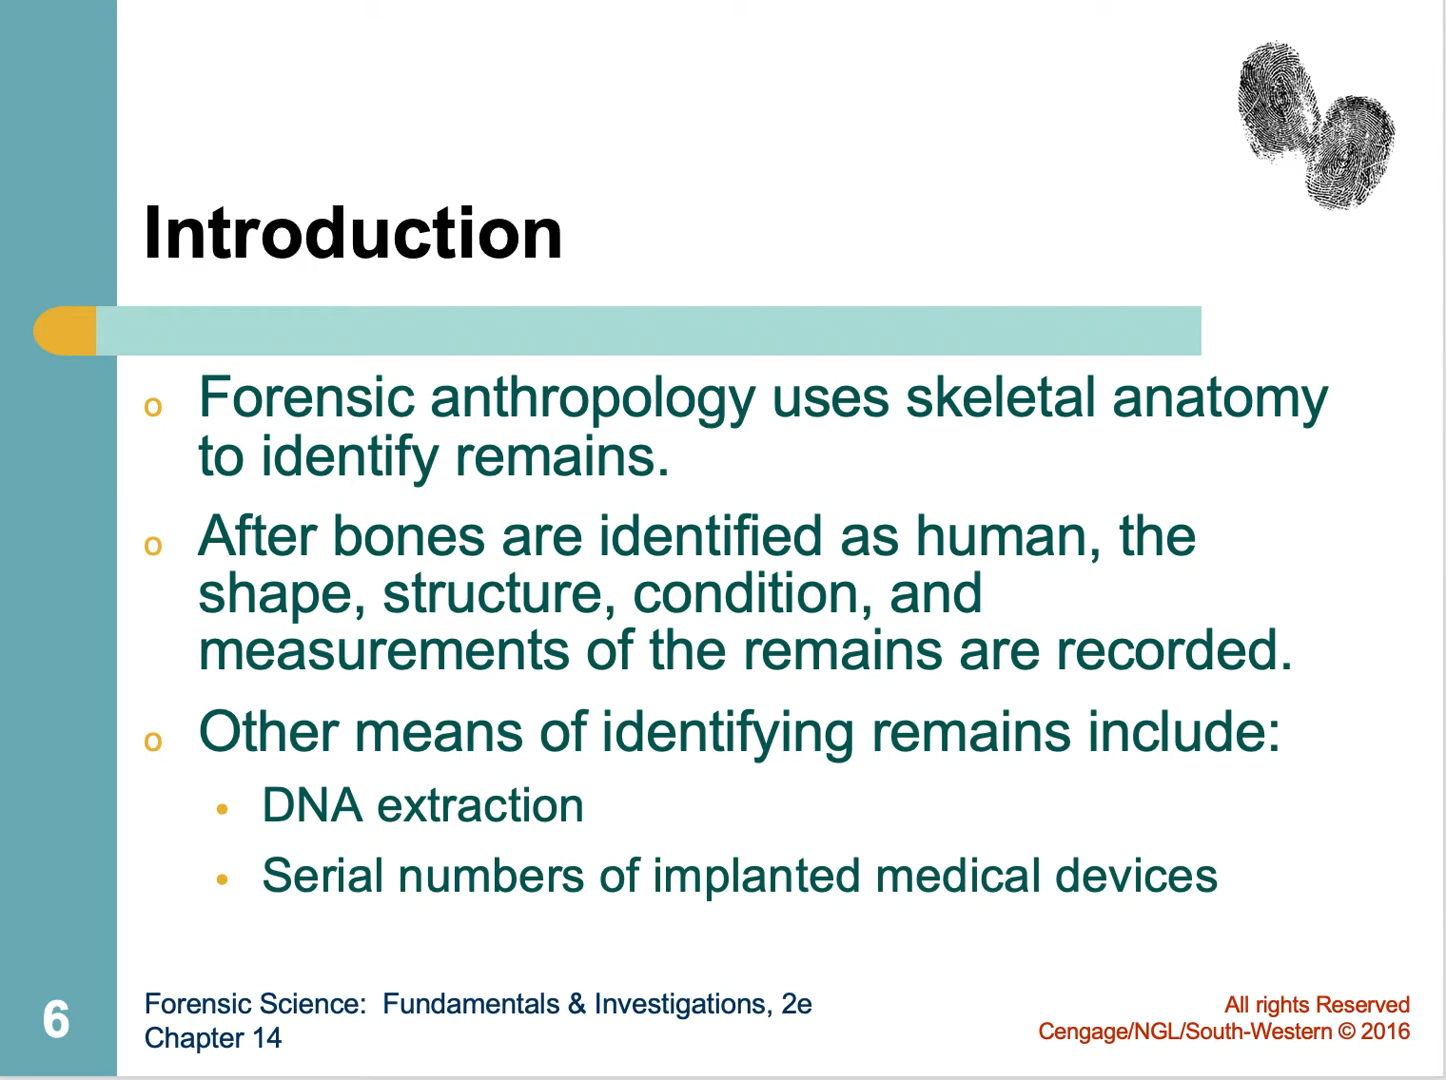 Introduction
o Forensic anthropology uses skeletal anatomy
to identify remains.
o After bones are identified as human, the
shape, structure, condition, and
measurements of the remains are recorded.
o Other means of identifying remains include:
• DNA extraction
• Serial numbers of implanted medical devices
6
Forensic Science:  Fundamentals & Investigations, 2e
Chapter 14
All rights Reserved
Cengage/NGL/South-Western © 2016